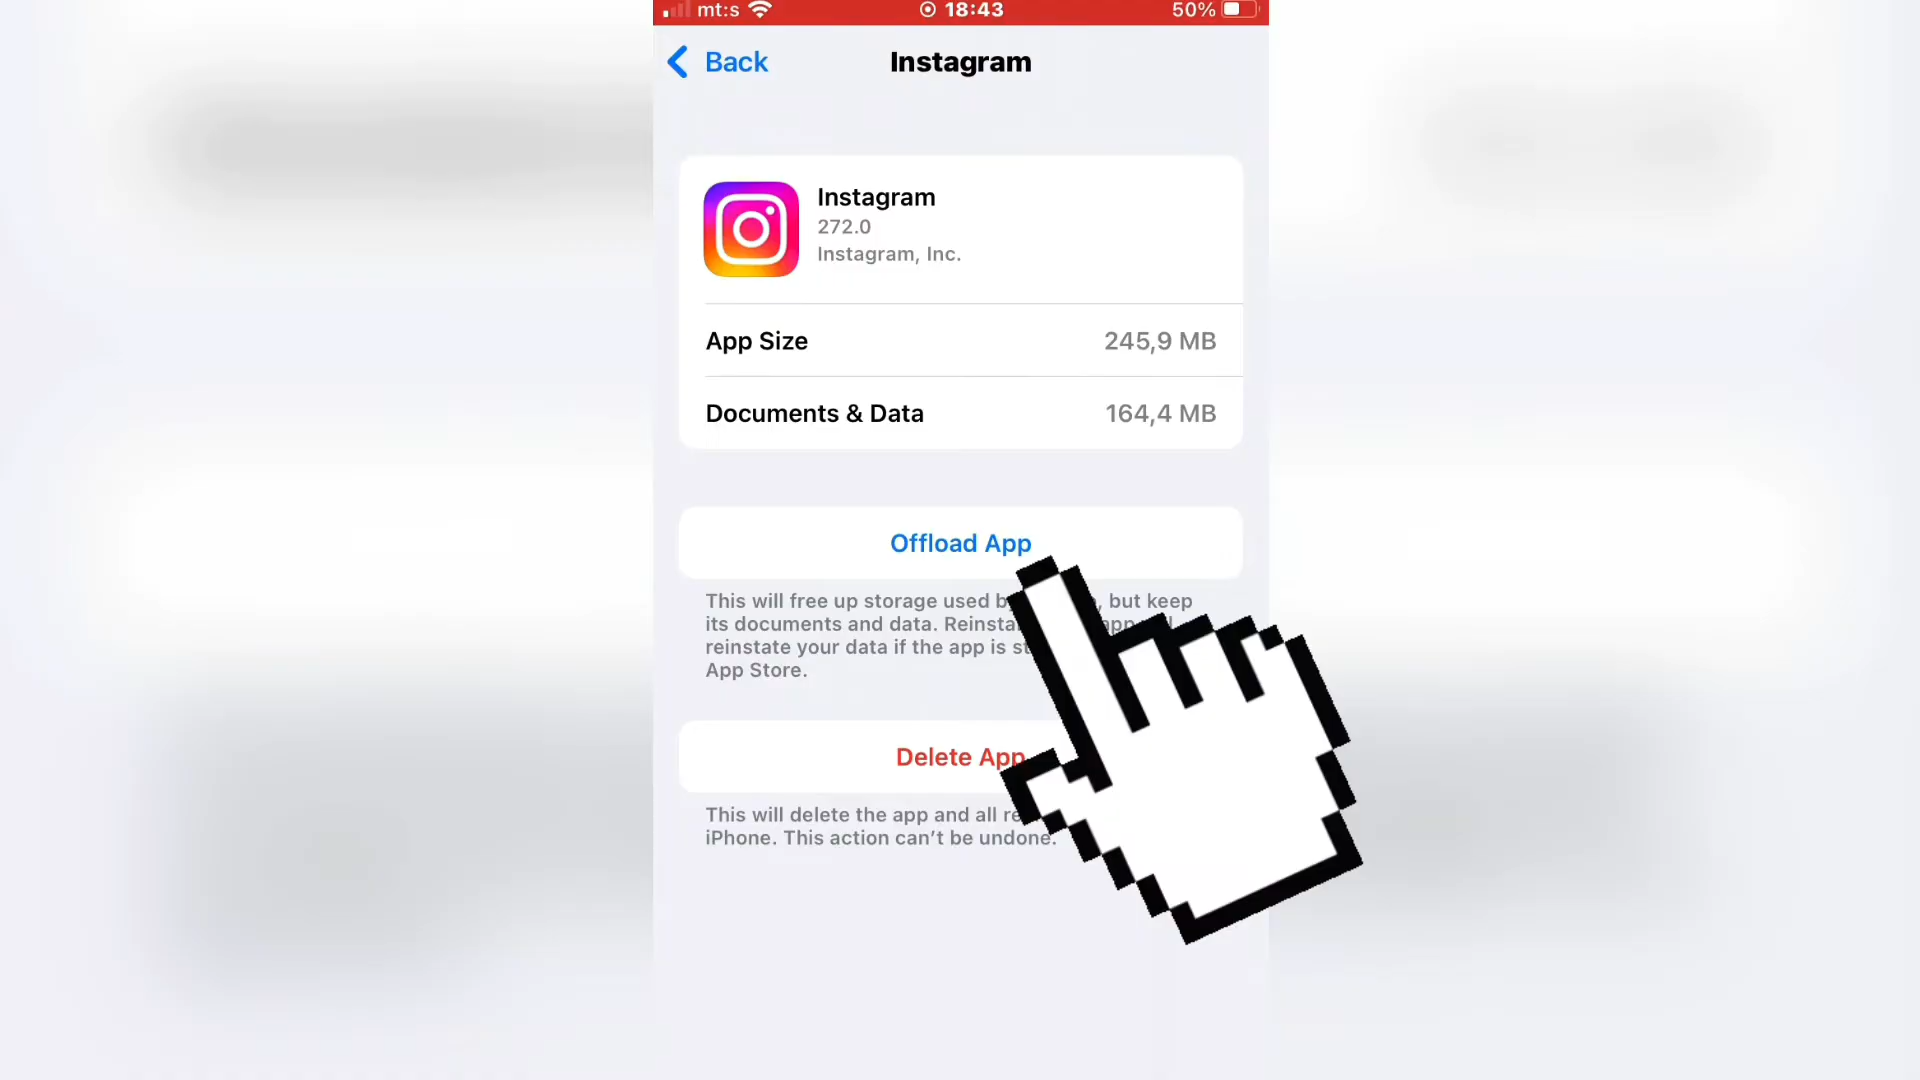 mt:s 18:43 50%
Back Instagram
Instagram
272.0
Instagram, Inc.
App Size 245,9 MB
Documents & Data 164,4 MB
Offload App
This will free up storage used , but keep
its documents and data.
reinstate your data if the app is
App Store.
Delete App
This will delete the app and all
iPhone. This action can’t be undone.